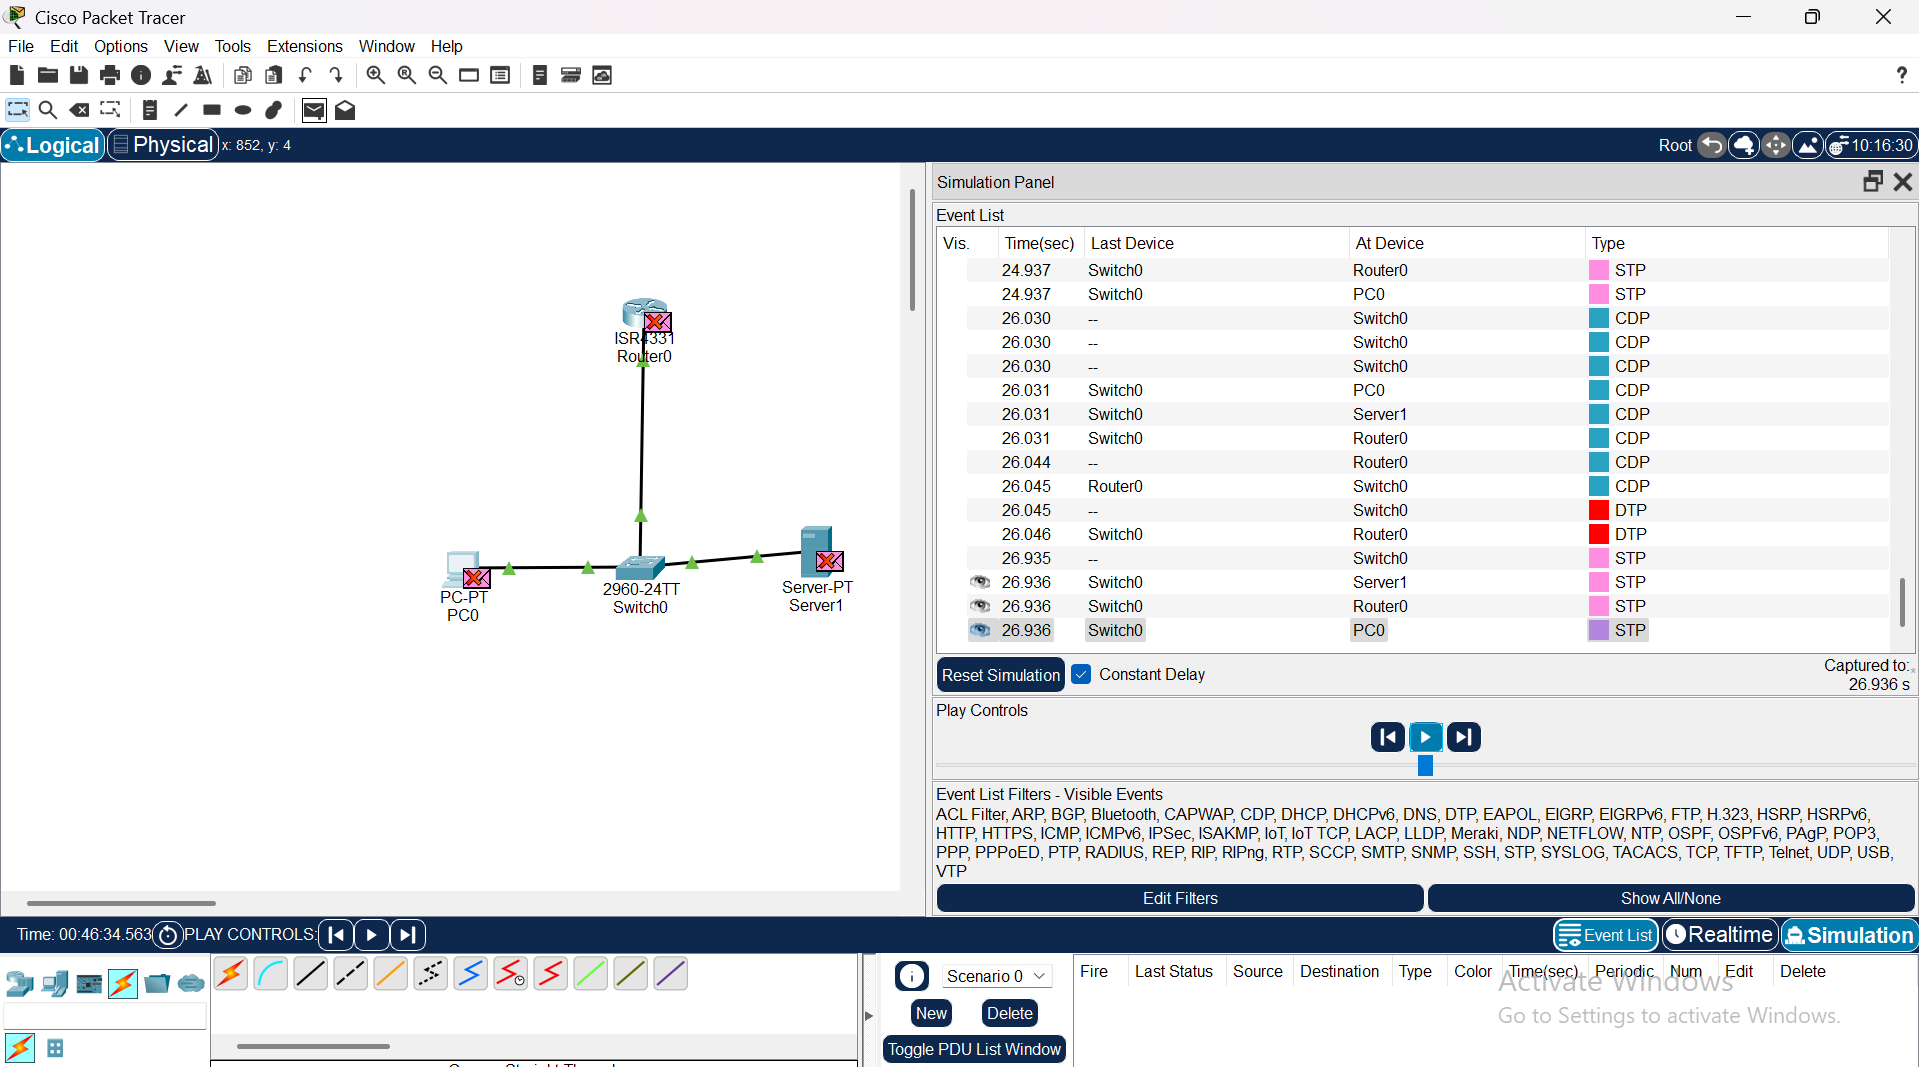 Cisco Packet Tracer
File Edit Options View Tools Extensions Window Help
?
Logical Physical x: 852, y: 4 Root 10:16:30
Simulation Panel
Event List
Vis. Time(sec) Last Device At Device Type
24.937 Switch0 Router0 STP
24.937 Switch0 PC0 STP
26.030 -- Switch0 CDP
26.030 -- Switch0 CDP
26.030 -- Switch0 CDP
26.031 Switch0 PC0 CDP
26.031 Switch0 Server1 CDP
26.031 Switch0 Router0 CDP
26.044 -- Router0 CDP
26.045 Router0 Switch0 CDP
26.045 -- Switch0 DTP
26.046 Switch0 Router0 DTP
26.935 -- Switch0 STP
26.936 Switch0 Server1 STP
26.936 Switch0 Router0 STP
26.936 Switch0 PC0 STP
ISR4331
Router0
PC-PT
PC0
2960-24TT
Switch0
Server-PT
Server1
Reset Simulation Constant Delay
Captured to:
26.936 s
Play Controls
Event List Filters - Visible Events
ACL Filter, ARP, BGP, Bluetooth, CAPWAP, CDP, DHCP, DHCPv6, DNS, DTP, EAPOL, EIGRP, EIGRPv6, FTP, H.323, HSRP, HSRPv6,
HTTP, HTTPS, ICMP, ICMPv6, IPSec, ISAKMP, IoT, IoT TCP, LACP, LLDP, Meraki, NDP, NETFLOW, NTP, OSPF, OSPFv6, PAgP, POP3,
PPP, PPPoED, PTP, RADIUS, REP, RIP, RIPng, RTP, SCCP, SMTP, SNMP, SSH, STP, SYSLOG, TACACS, TCP, TFTP, Telnet, UDP, USB,
VTP
Edit Filters Show All/None
Time: 00:46:34.563 PLAY CONTROLS:
Event List Realtime Simulation
Scenario 0
New Delete
Toggle PDU List Window
Fire Last Status Source Destination Type Color Time(sec) Periodic Num Edit Delete
Activate Windows
Go to Settings to activate Windows.